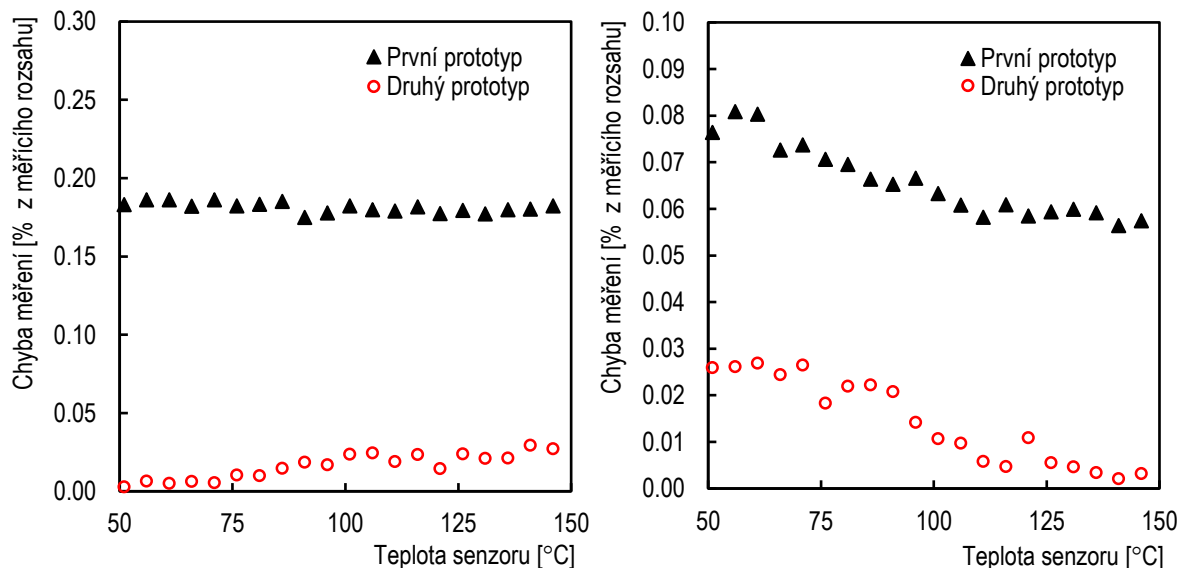 Chyba měření [% z měřícího rozsahu]
0.30
0.25
0.20
0.15
0.10
0.05
0.00
První prototyp
Druhý prototyp
50 75 100 125 150
Teplota senzoru [°C]
Chyba měření [% z měřícího rozsahu]
0.10
0.09
0.08
0.07
0.06
0.05
0.04
0.03
0.02
0.01
0.00
První prototyp
Druhý prototyp
50 75 100 125 150
Teplota senzoru [°C]